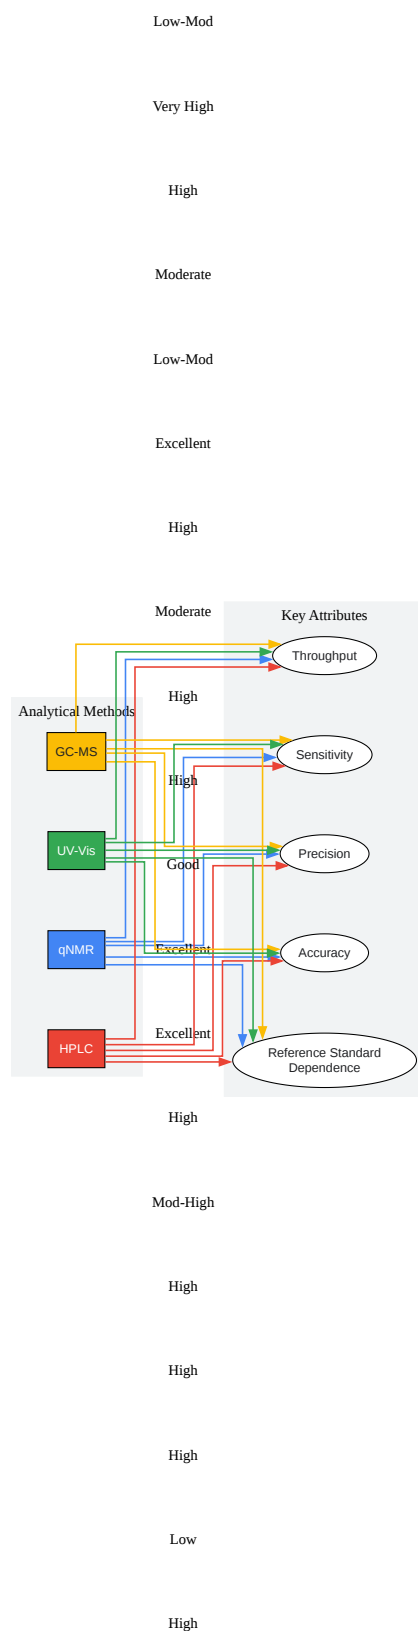 Low-Mod
Very High
High
Moderate
Low-Mod
Excellent
High
Moderate
Key Attributes
Throughput
High
Analytical Methods
GC-MS
Sensitivity
High
UV-Vis
Precision
Good
qNMR
Excellent
Accuracy
Excellent
HPLC
Reference Standard
Dependence
High
Mod-High
High
High
High
Low
High